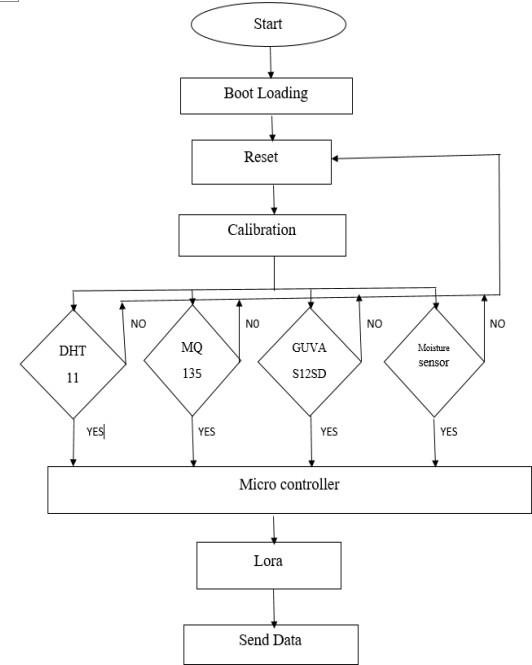 Start
Boot Loading
Reset
Calibration
DHT
11
NO
MQ
135
N0
GUVA
S12SD
NO
Moisture
sensor
NO
YES
YES
YES
YES
Micro controller
Lora
Send Data